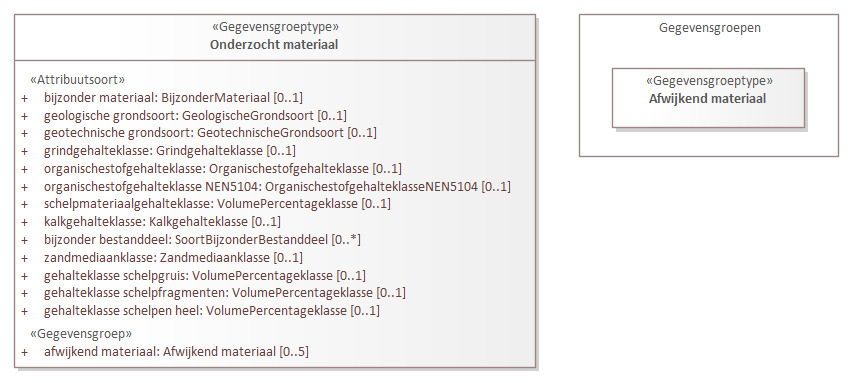 «Gegevensgroeptype»
Onderzocht materiaal
«Attribuutsoort»
+ bijzonder materiaal: BijzonderMateriaal [0..1]
+ geologische grondsoort: GeologischeGrondsoort [0..1]
+ geotechnische grondsoort: GeotechnischeGrondsoort [0..1]
+ grindgehalteklasse: Grindgehalteklasse [0..1]
+ organischestofgehalteklasse: Organischestofgehalteklasse [0..1]
+ organischestofgehalteklasse NEN5104: OrganischestofgehalteklasseNEN5104 [0..1]
+ schelpmateriaalgehalteklasse: VolumePercentageklasse [0..1]
+ kalkgehalteklasse: Kalkgehalteklasse [0..1]
+ bijzonder bestanddeel: SoortBijzonderBestanddeel [0..*]
+ zandmediaanklasse: Zandmediaanklasse [0..1]
+ gehalteklasse schelpgruis: VolumePercentageklasse [0..1]
+ gehalteklasse schelpfragmenten: VolumePercentageklasse [0..1]
+ gehalteklasse schelpen heel: VolumePercentageklasse [0..1]
«Gegevensgroep»
+ afwijkend materiaal: Afwijkend materiaal [0..5]
Gegevensgroepen
«Gegevensgroeptype»
Afwijkend materiaal